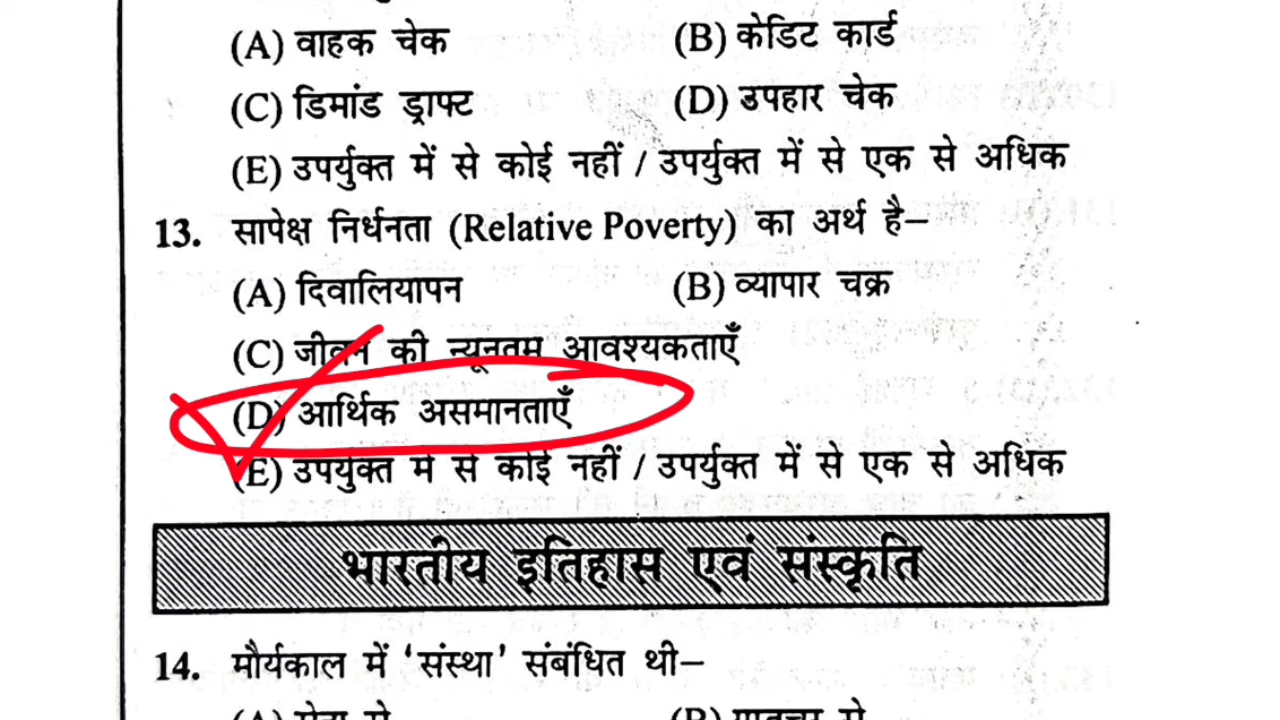 (A) वाहक चेक (B) केडिट कार्ड
(C) डिमांड ड्राफ्ट (D) उपहार चेक
(E) उपर्युक्त में से कोई नहीं / उपर्युक्त में से एक से अधिक
13. सापेक्ष निर्धनता (Relative Poverty) का अर्थ है–
(A) दिवालियापन (B) व्यापार चक्र
(C) जीवन की न्यूनतम आवश्यकताएँ
(D) आर्थिक असमानताएँ
(E) उपर्युक्त में से कोई नहीं / उपर्युक्त में से एक से अधिक
भारतीय इतिहास एवं संस्कृति
14. मौर्यकाल में 'संस्था' संबंधित थी–
(A) से (B) से